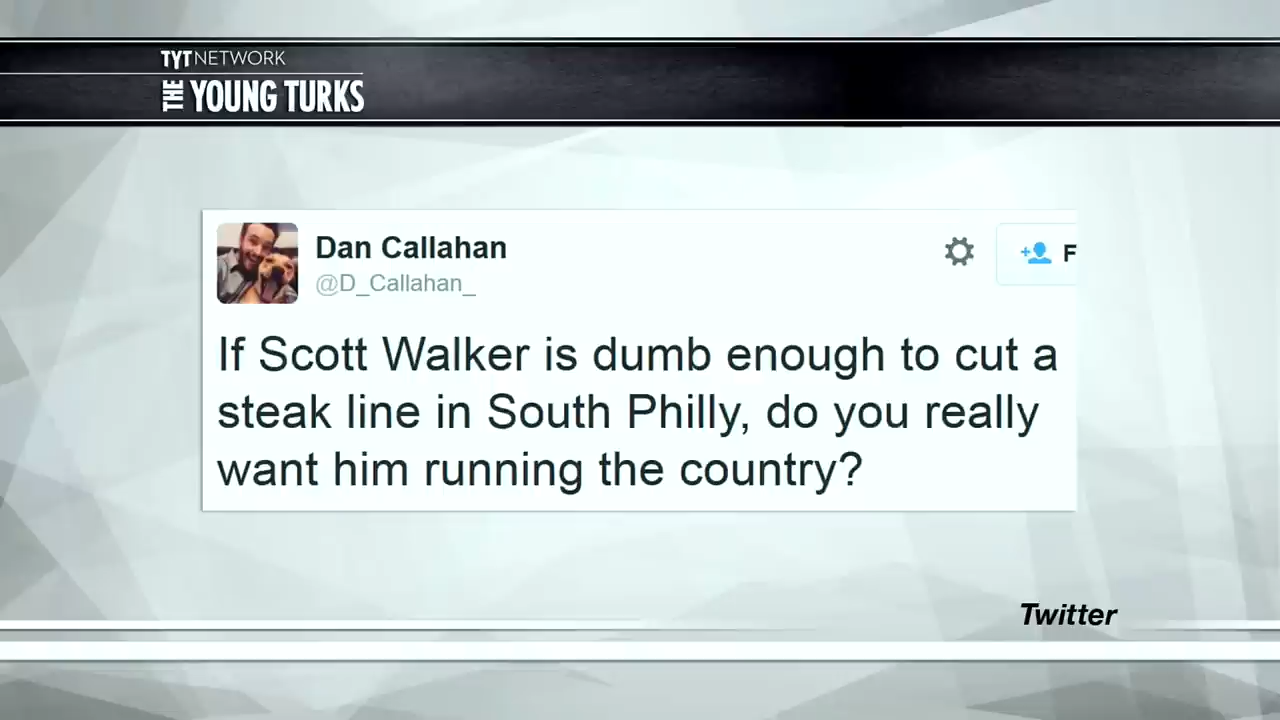 TYT NETWORK
THE YOUNG TURKS
Dan Callahan
@D_Callahan_
F
If Scott Walker is dumb enough to cut a
steak line in South Philly, do you really
want him running the country?
Twitter